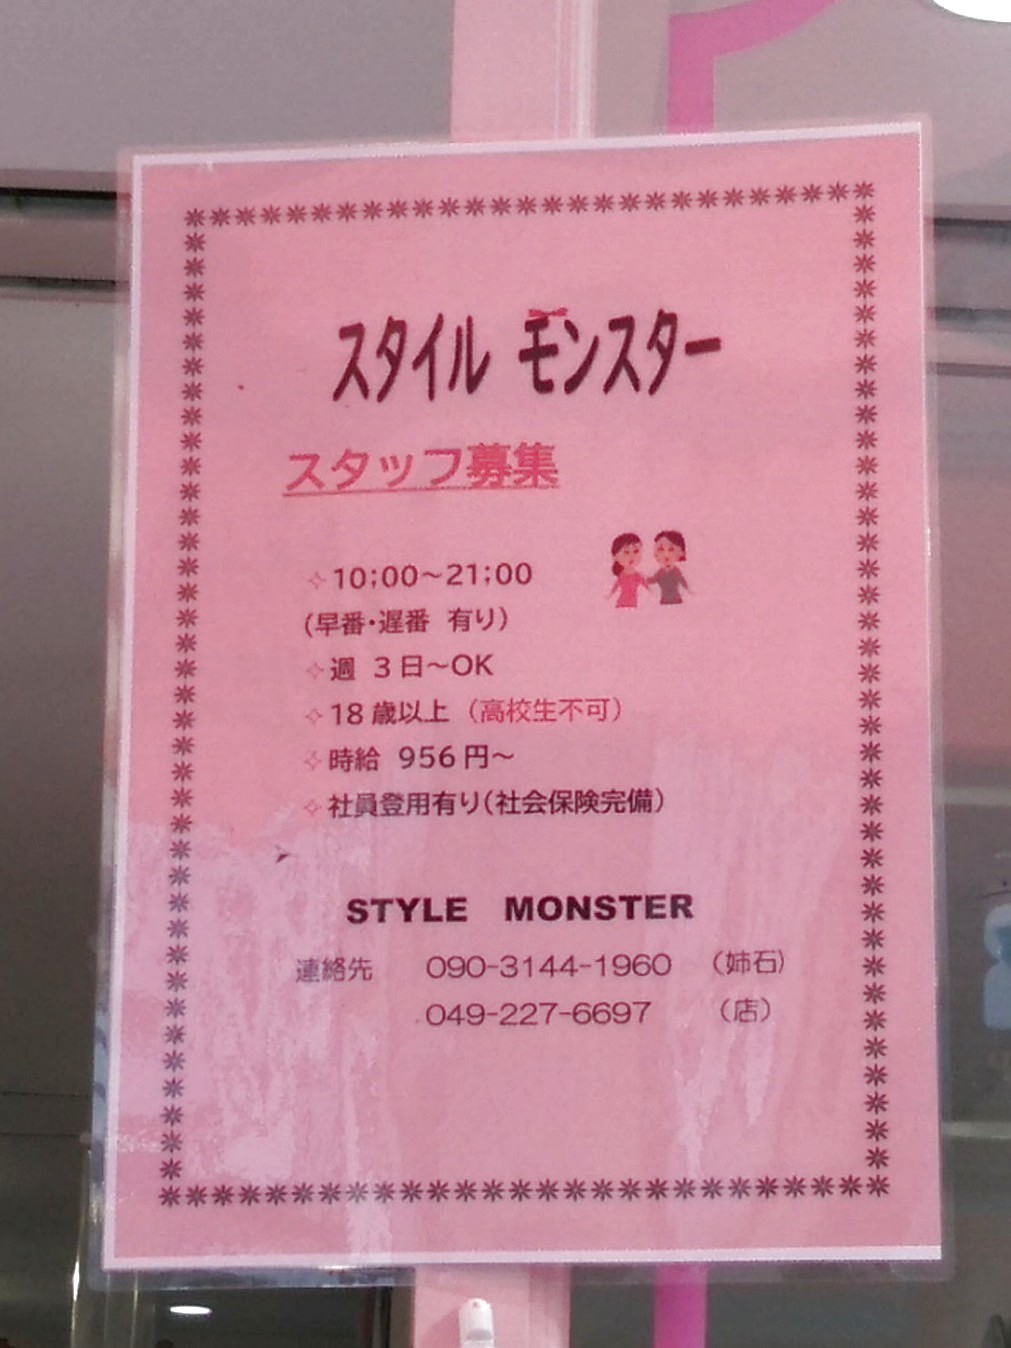 スタイル モンスター
スタッフ募集
✧10;00～21;00
(早番・遅番 有り)
✧週 3日～OK
✧18歳以上（高校生不可）
✧時給 956円～
✧社員登用有り(社会保険完備)
STYLE MONSTER
連絡先 090-3144-1960 （姉石）
049-227-6697 （店）